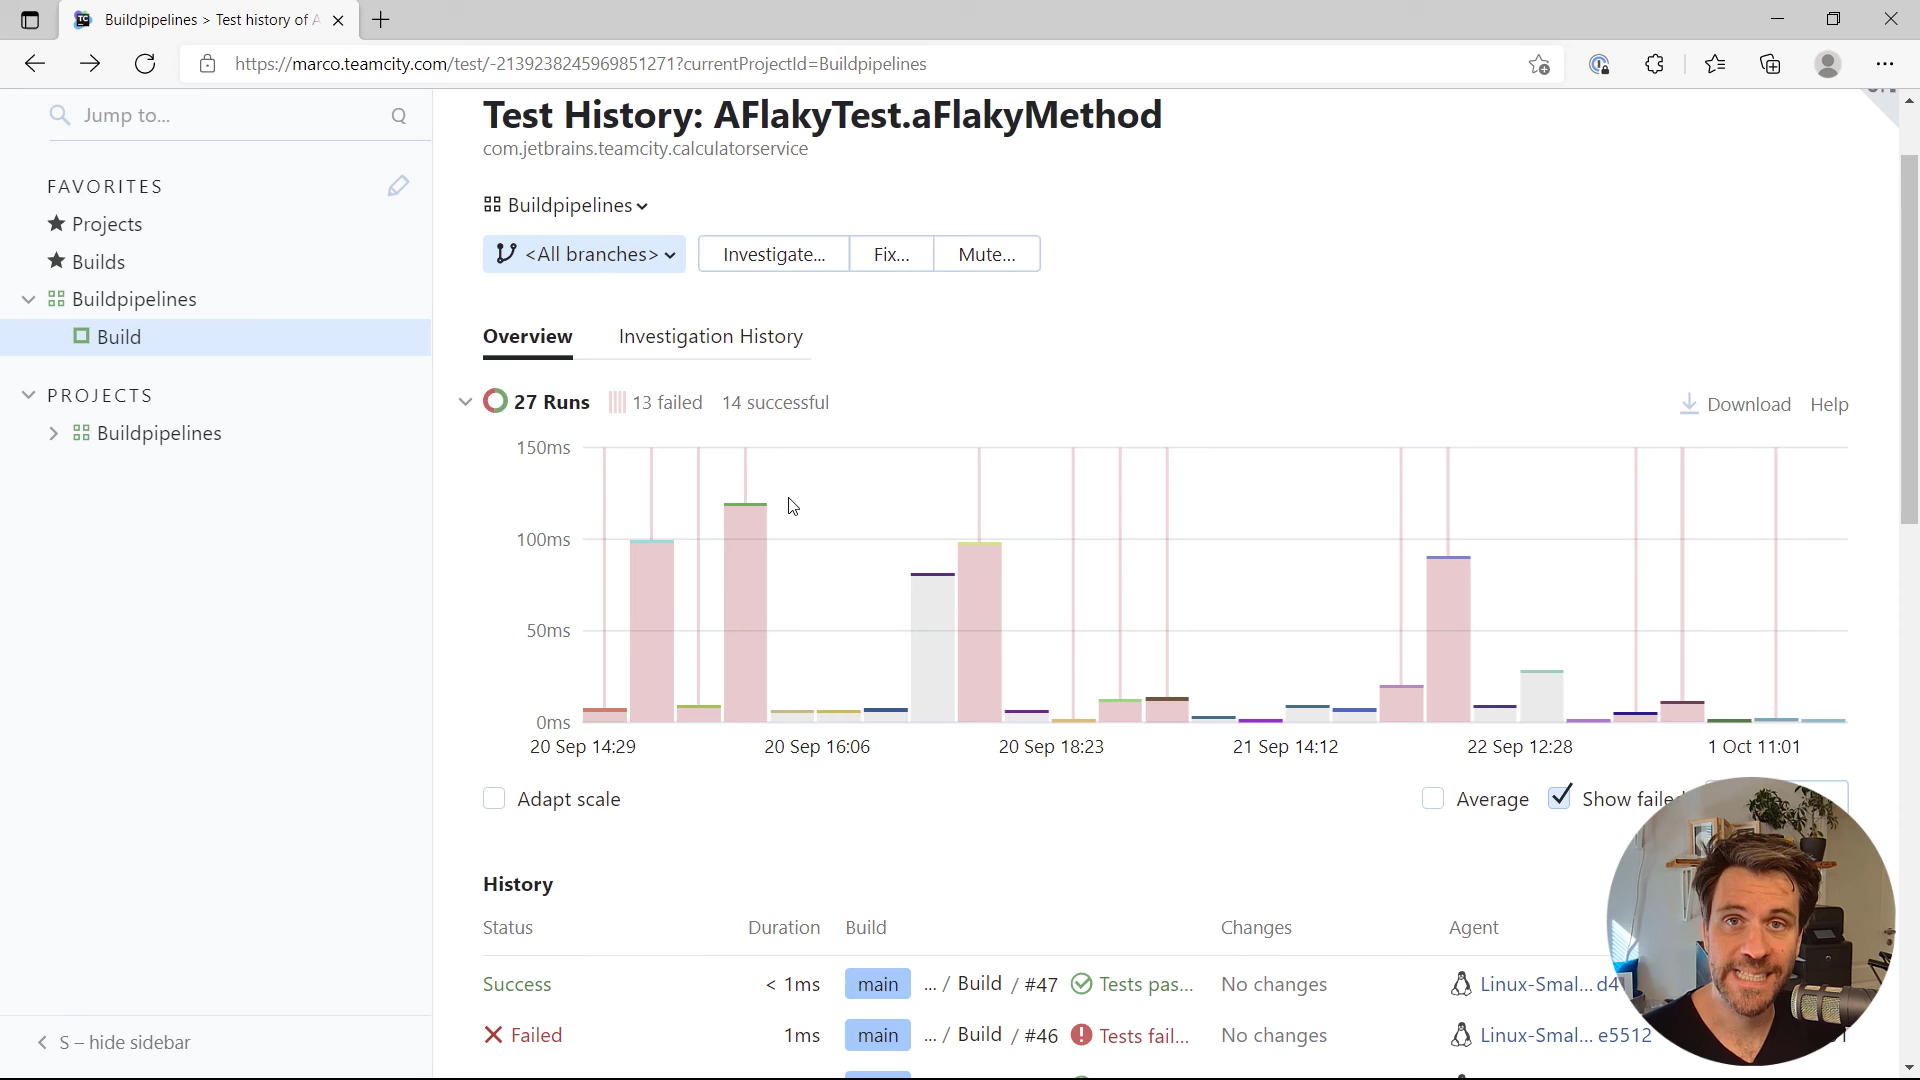 Buildpipelines > Test history of A
https://marco.teamcity.com/test/-2139238245969851271?currentProjectId=Buildpipelines
Jump to...
Q
FAVORITES
Projects
Builds
Buildpipelines
Build
PROJECTS
Buildpipelines
S – hide sidebar
Test History: AFlakyTest.aFlakyMethod
com.jetbrains.teamcity.calculatorservice
Buildpipelines
<All branches>
Investigate...
Fix...
Mute...
Overview
Investigation History
27 Runs
13 failed
14 successful
Download
Help
150ms
100ms
50ms
0ms
20 Sep 14:29
20 Sep 16:06
20 Sep 18:23
21 Sep 14:12
22 Sep 12:28
1 Oct 11:01
Adapt scale
Average
Show failed
History
Status Duration Build Changes Agent
Success < 1ms main ... / Build / #47 Tests pas... No changes Linux-Smal... d4
Failed 1ms main ... / Build / #46 Tests fail... No changes Linux-Smal... e5512